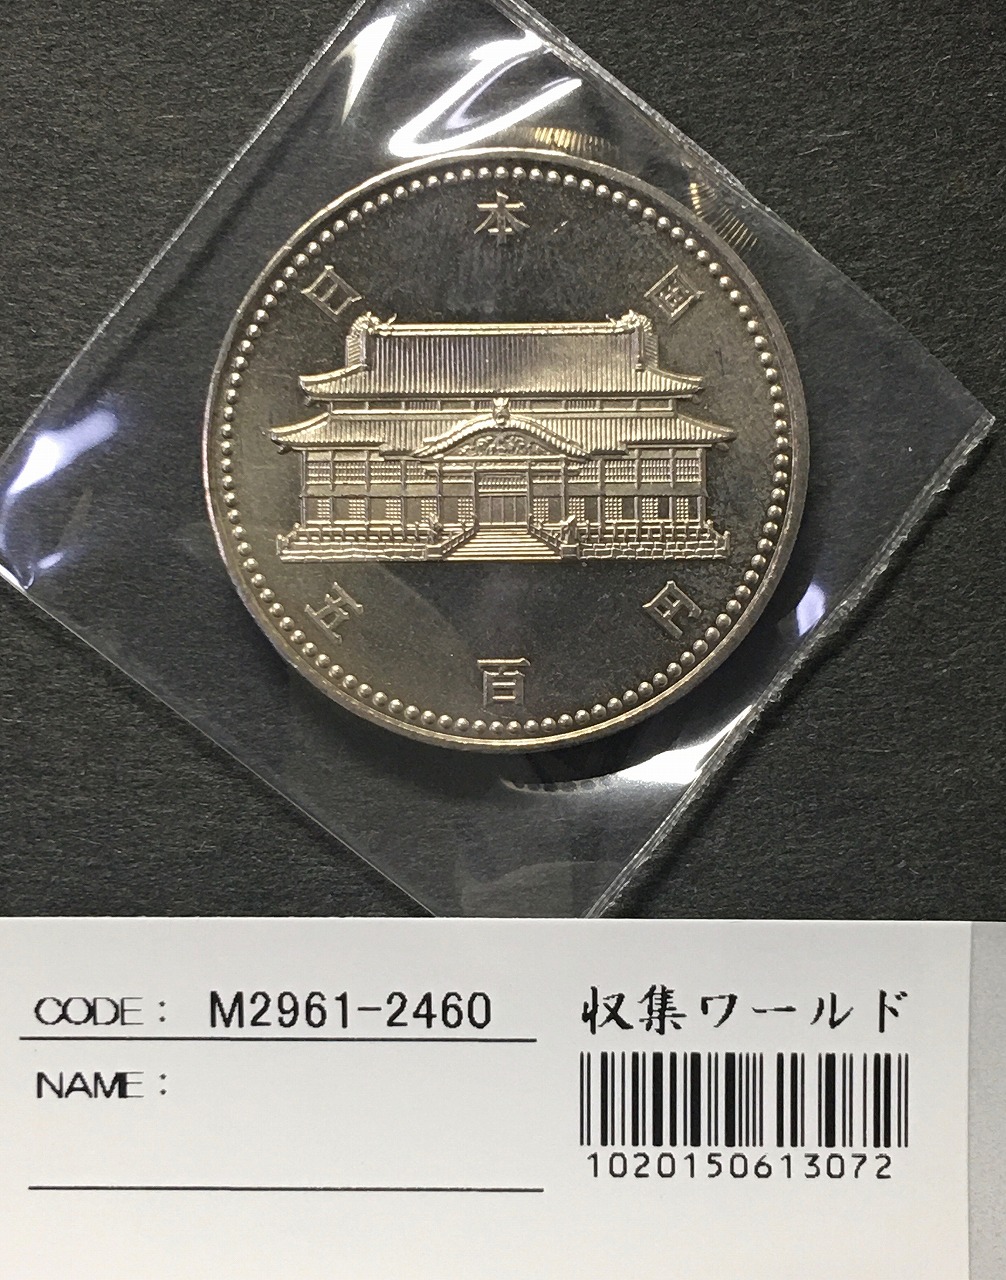 日本国
五百円
CODE: M2961-2460
NAME:
収集ワールド
1020150613072